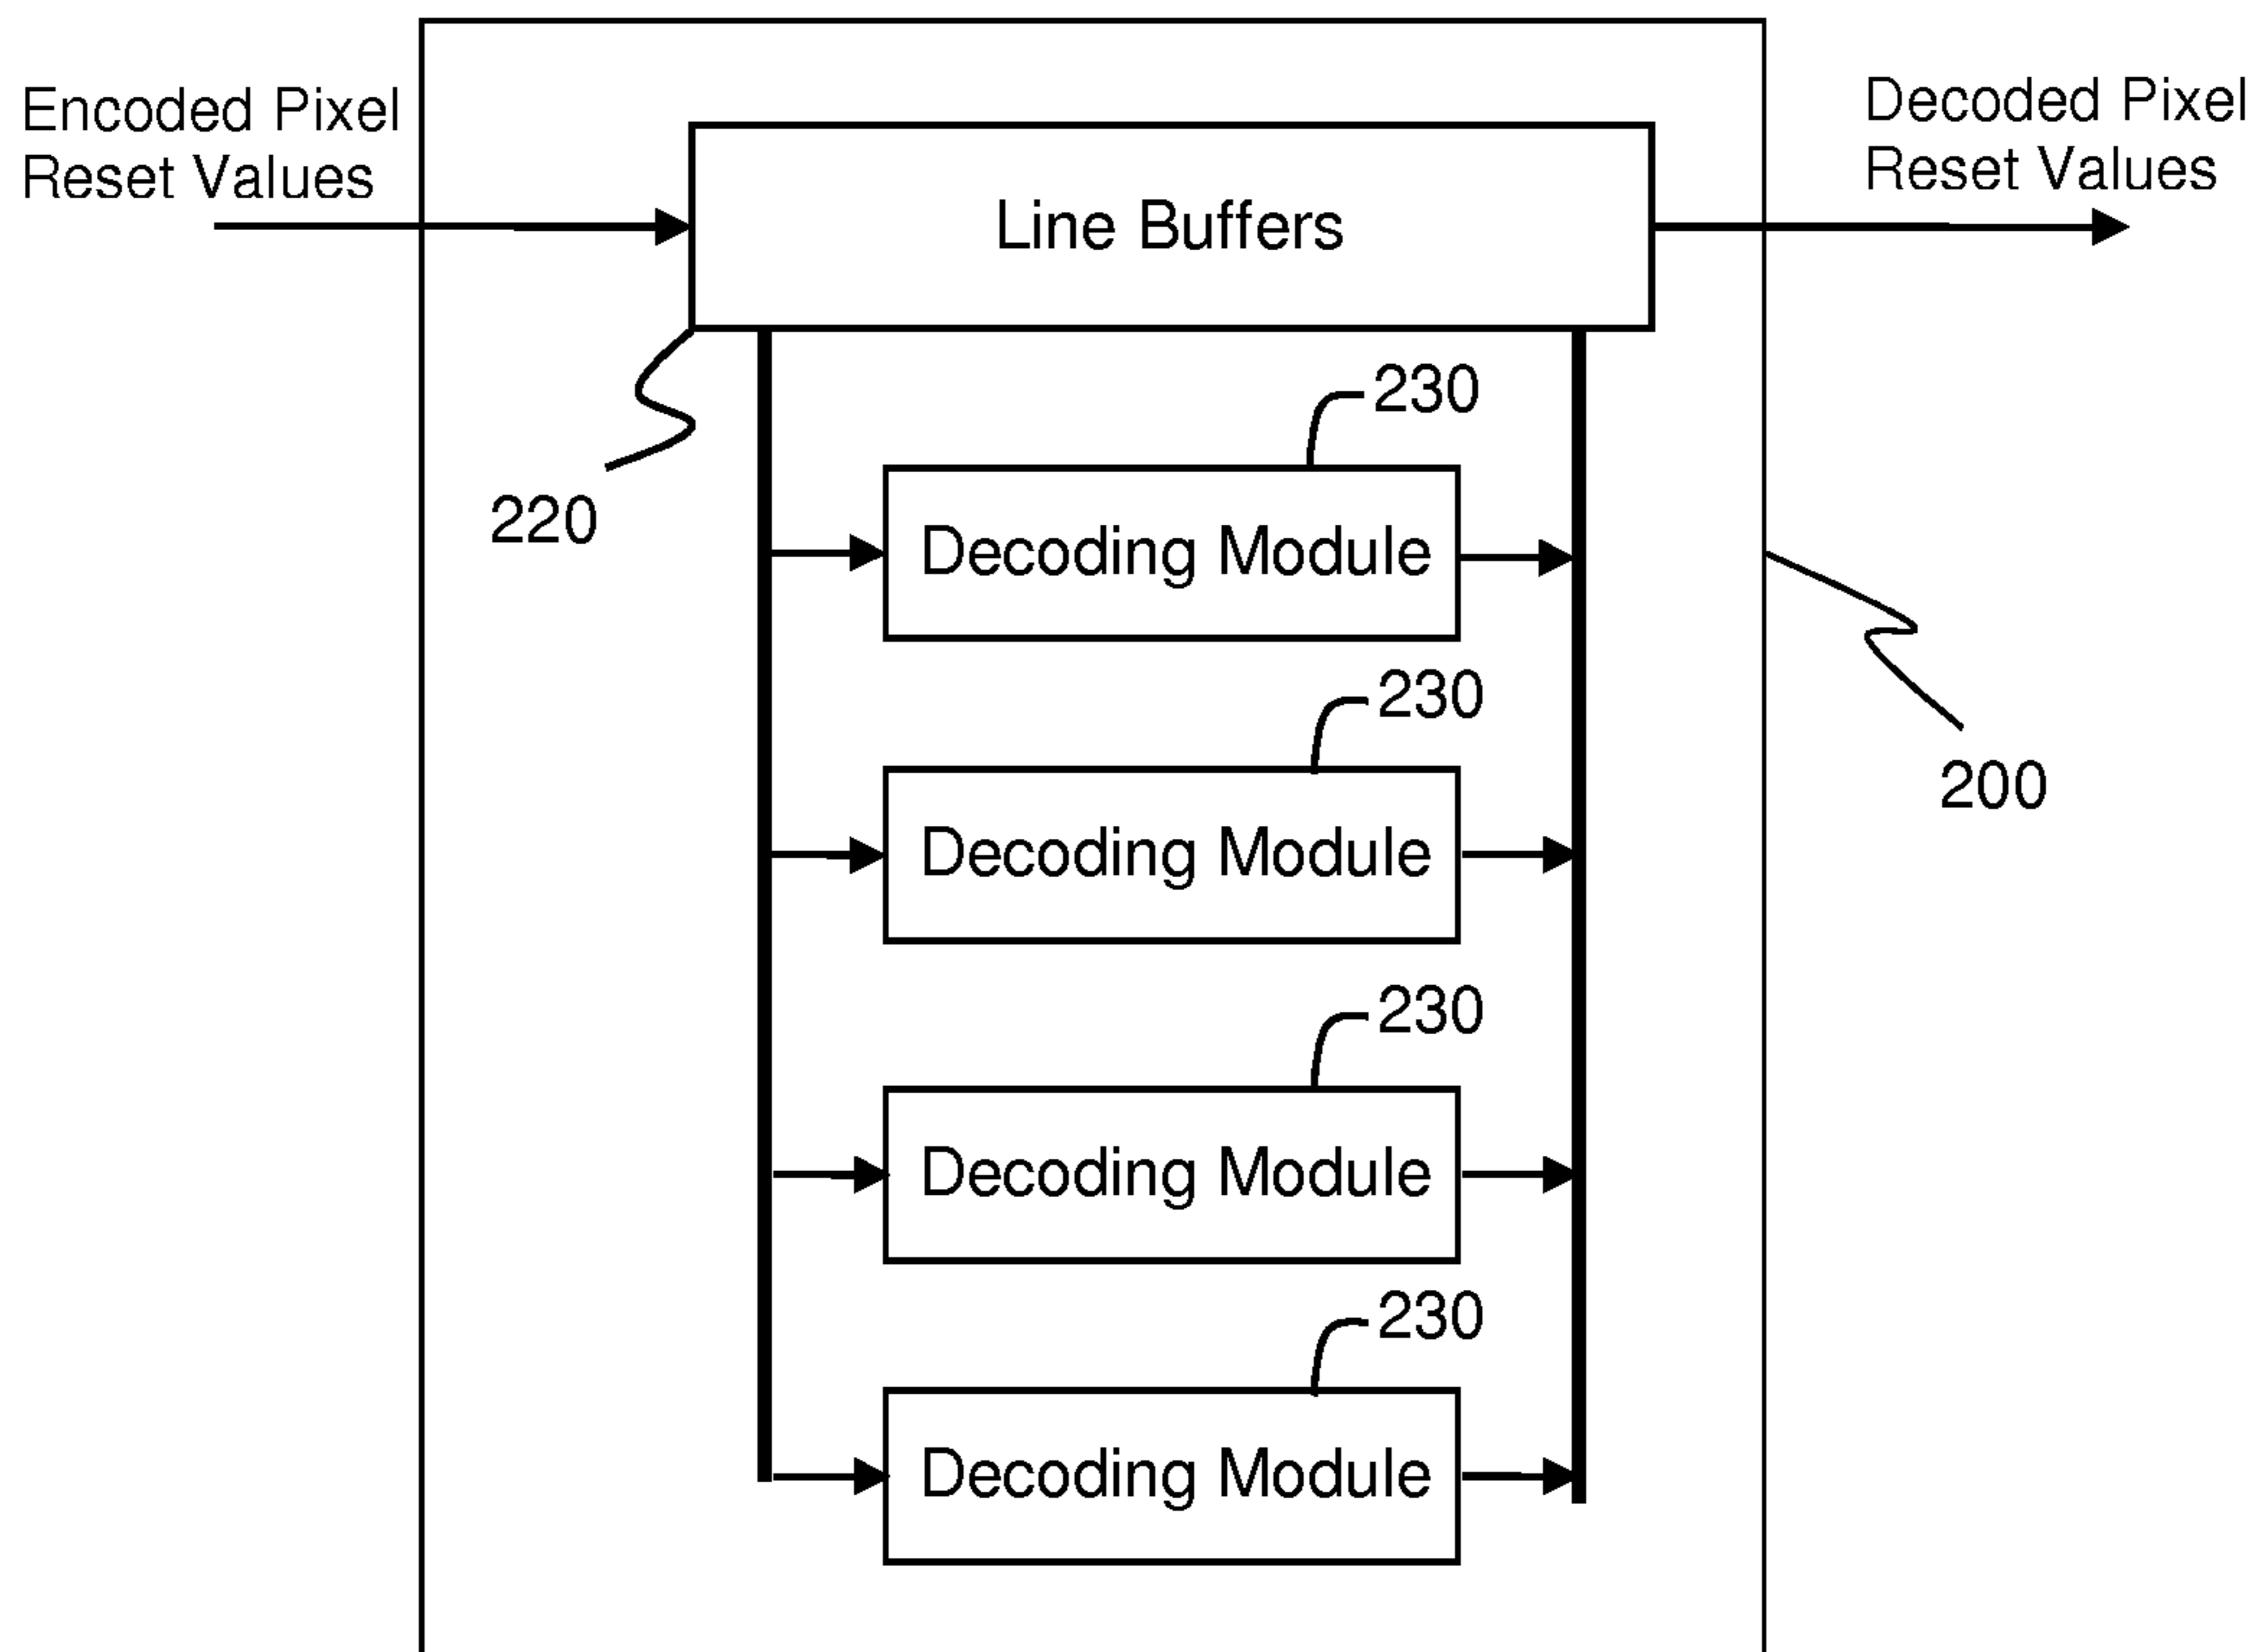 Encoded Pixel
Reset Values
Decoded Pixel
Reset Values
Line Buffers
230
220
Decoding Module
230
200
Decoding Module
230
Decoding Module
230
Decoding Module